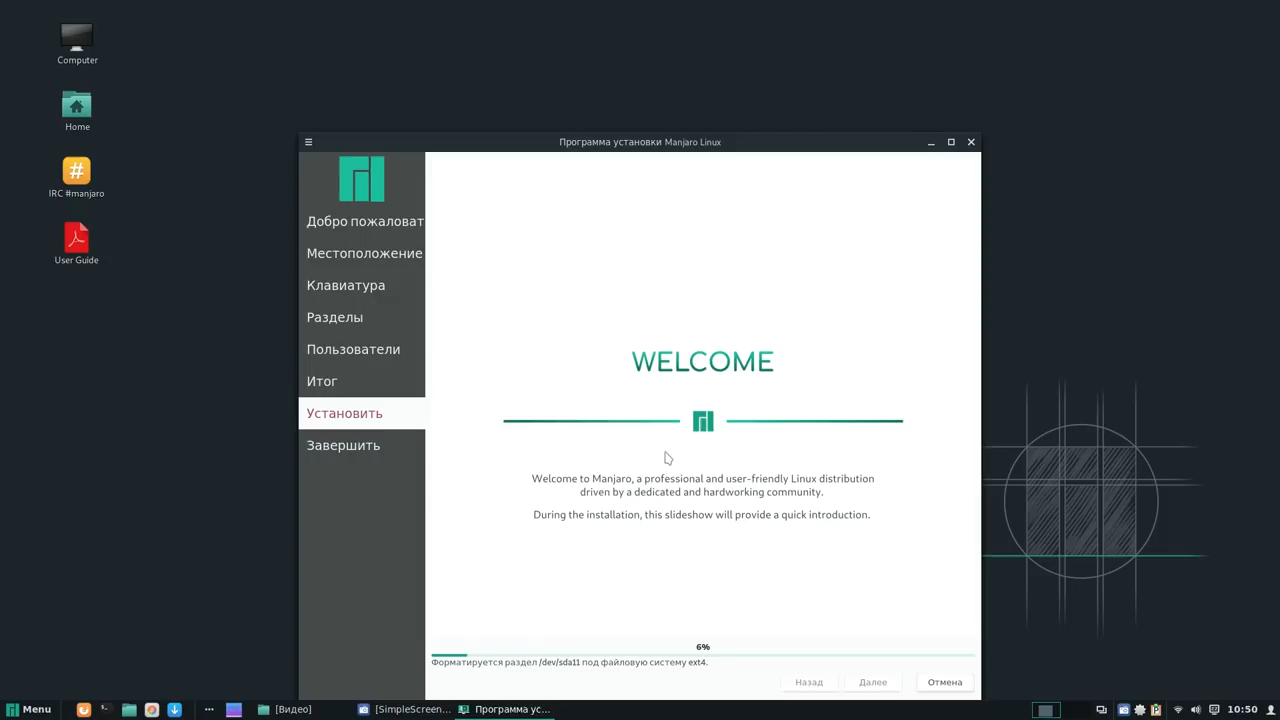 Computer
Home
IRC #manjaro
User Guide
Программа установки Manjaro Linux
Добро пожаловат
Местоположение
Клавиатура
Разделы
Пользователи
Итог
Установить
Завершить
WELCOME
Welcome to Manjaro, a professional and user-friendly Linux distribution
driven by a dedicated and hardworking community.
During the installation, this slideshow will provide a quick introduction.
6%
Форматируется раздел /dev/sda11 под файловую систему ext4.
Назад
Далее
Отмена
Menu
[Видео]
[SimpleScreen...
Программа ус...
10:50